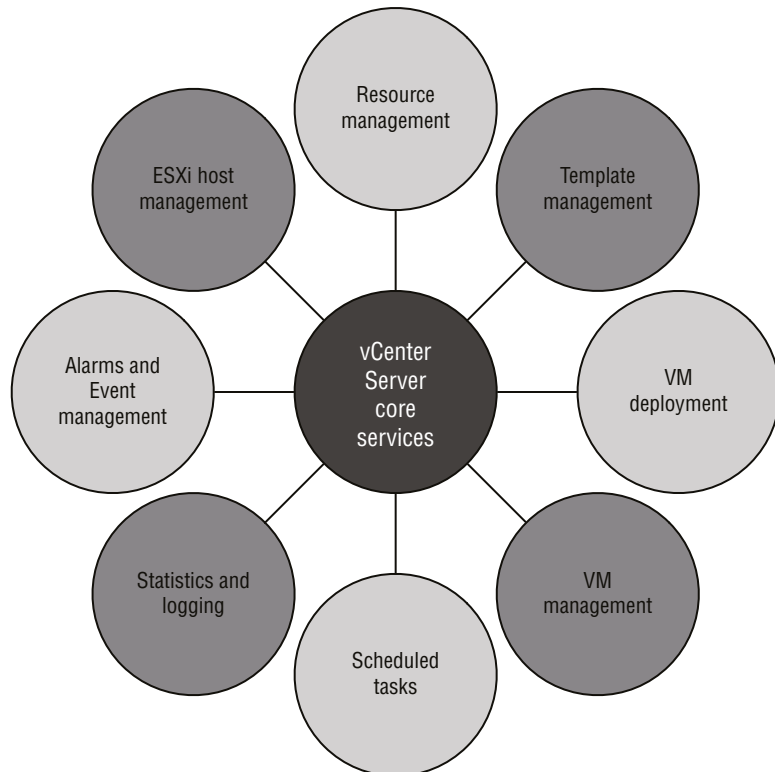 Resource
management
ESXi host
management
Template
management
Alarms and
Event
management
vCenter
Server
core
services
VM
deployment
Statistics and
logging
VM
management
Scheduled
tasks